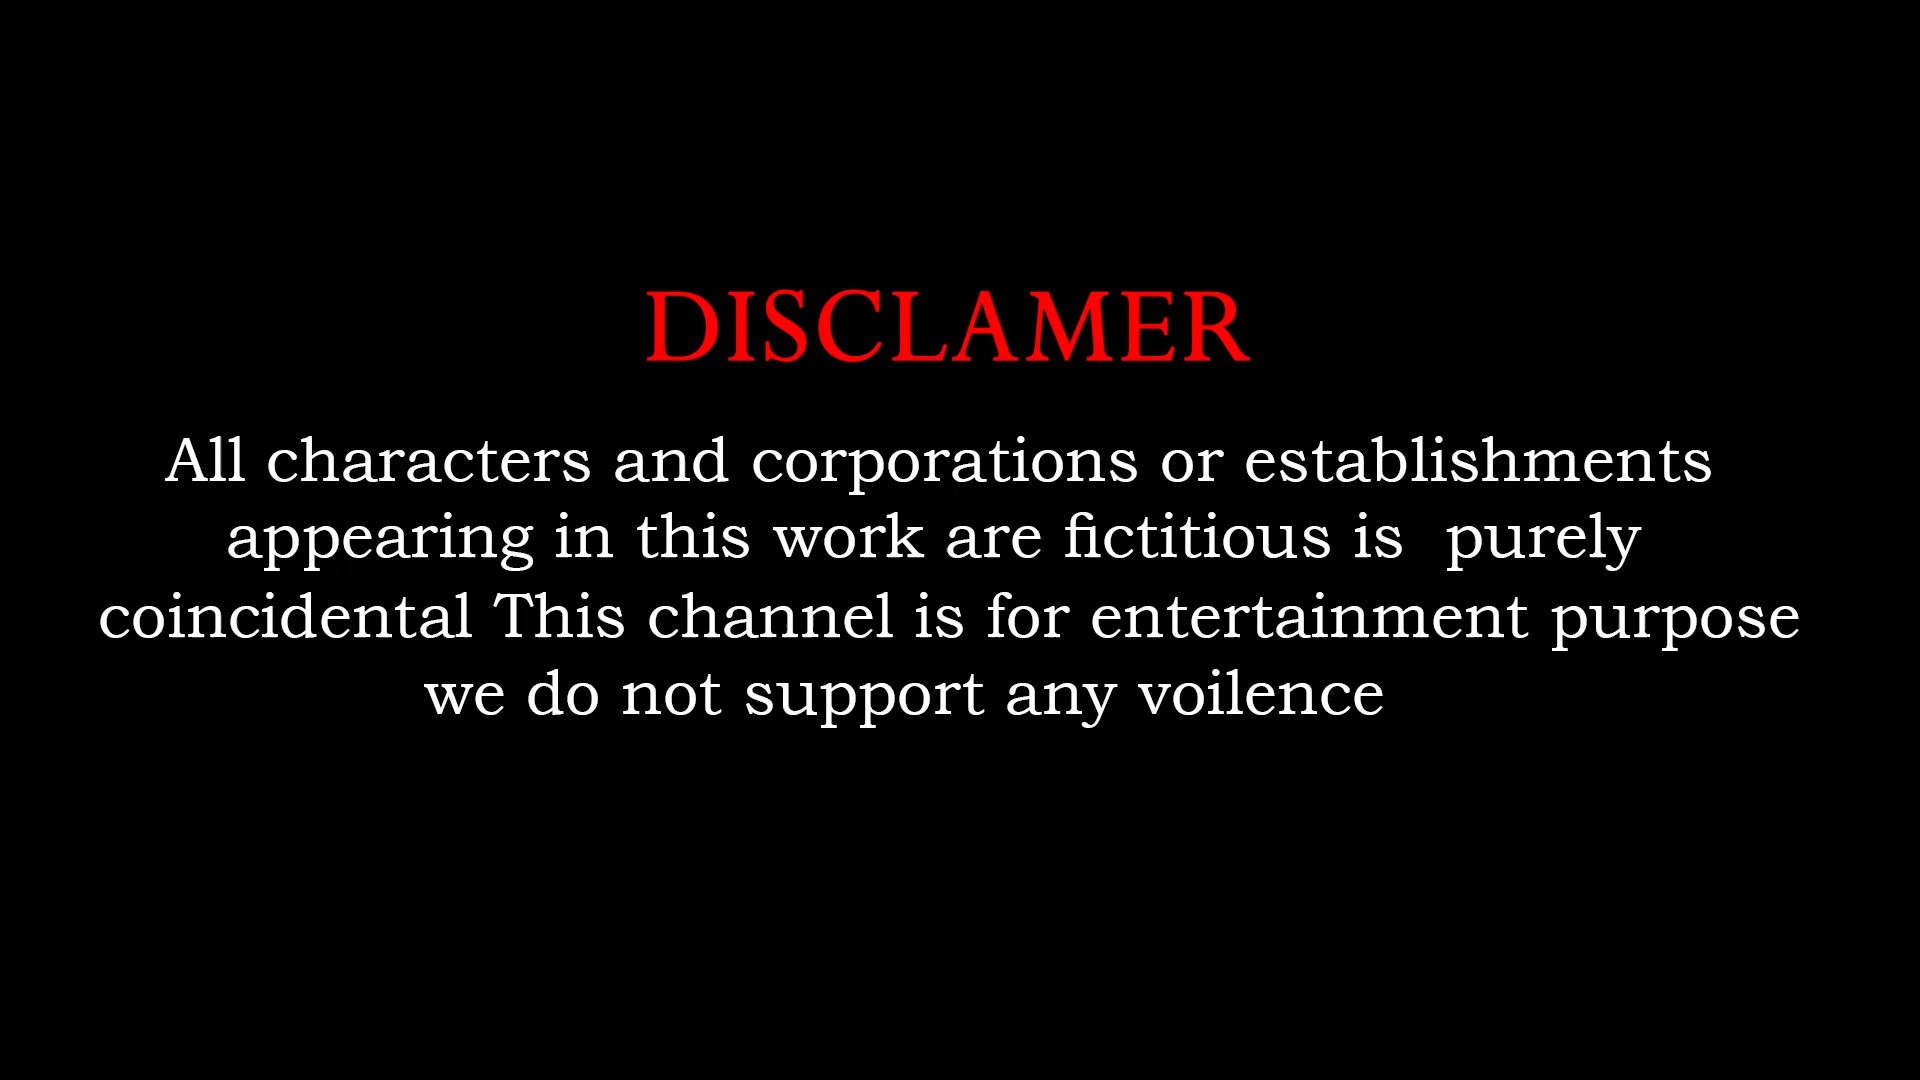 DISCLAMER
All characters and corporations or establishments
appearing in this work are fictitious is  purely
coincidental This channel is for entertainment purpose
we do not support any voilence